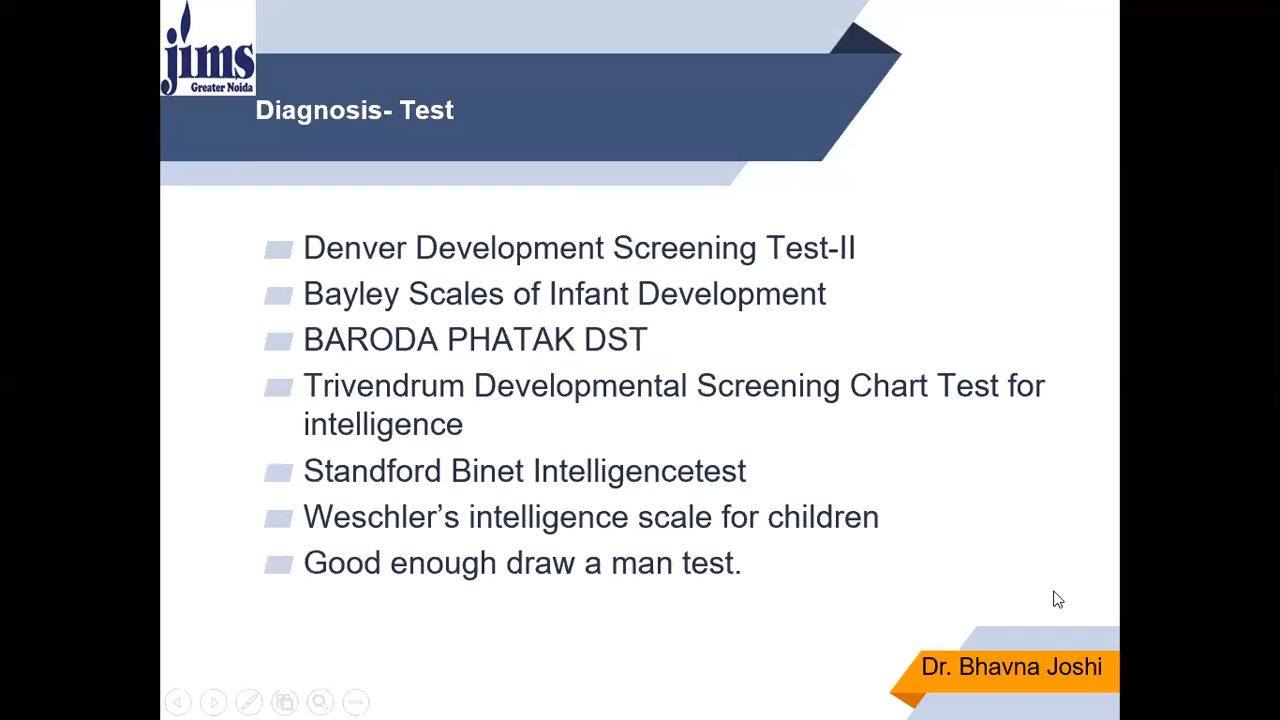 jims
Greater Noida
Diagnosis- Test
Denver Development Screening Test-II
Bayley Scales of Infant Development
BARODA PHATAK DST
Trivendrum Developmental Screening Chart Test for
intelligence
Standford Binet Intelligencetest
Weschler’s intelligence scale for children
Good enough draw a man test.
Dr. Bhavna Joshi